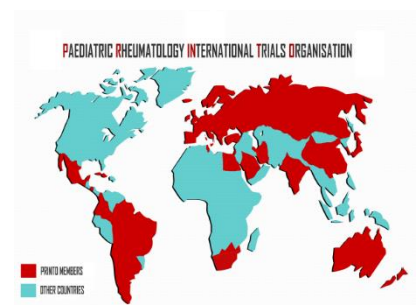 PAEDIATRIC RHEUMATOLOGY INTERNATIONAL TRIALS ORGANISATION
PRINTO MEMBERS
OTHER COUNTRIES